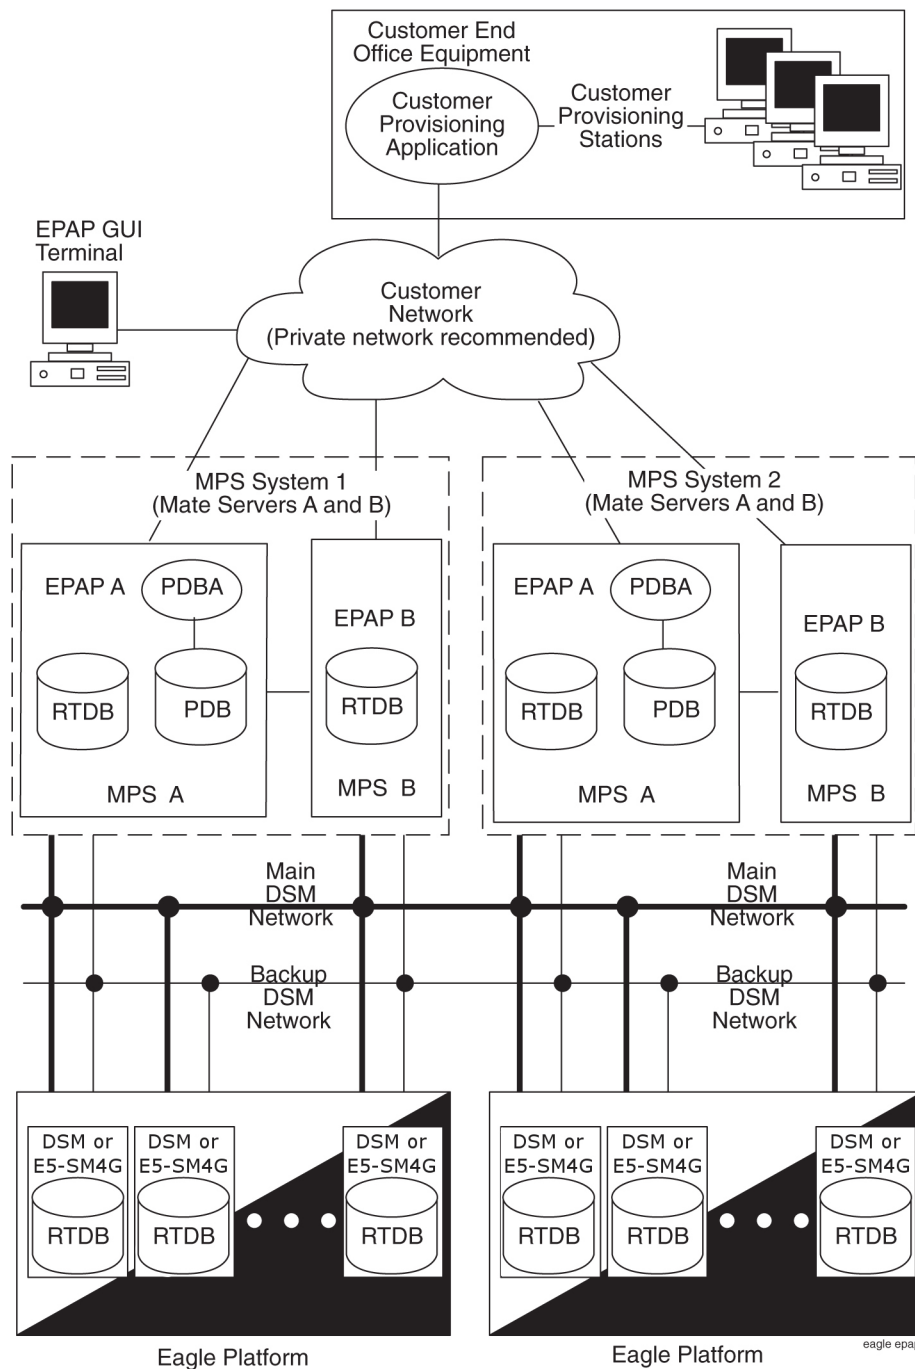 Customer End
Office Equipment
Customer
Provisioning
Application
Customer
Provisioning
Stations
EPAP GUI
Terminal
Customer
Network
(Private network recommended)
MPS System 1
(Mate Servers A and B)
EPAP A
PDBA
RTDB
PDB
MPS A
EPAP B
RTDB
MPS B
MPS System 2
(Mate Servers A and B)
EPAP A
PDBA
RTDB
PDB
MPS A
EPAP B
RTDB
MPS B
Main
DSM
Network
Main
DSM
Network
Backup
DSM
Network
Backup
DSM
Network
DSM or
E5-SM4G
RTDB
DSM or
E5-SM4G
RTDB
DSM or
E5-SM4G
RTDB
Eagle Platform
DSM or
E5-SM4G
RTDB
DSM or
E5-SM4G
RTDB
DSM or
E5-SM4G
RTDB
Eagle Platform
eagle epap